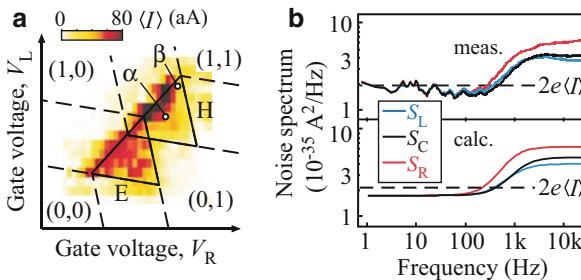 a
0 80 ⟨I⟩ (aA)
(1,0) α β (1,1)
H
E
(0,0) (0,1)
Gate voltage, V_L
Gate voltage, V_R
b
10
meas.
3
2e⟨I⟩
1
S_L
S_C
S_R
10
calc.
3
2e⟨I⟩
1
Noise spectrum
(10⁻³⁵ A²/Hz)
1 10 100 1k 10k
Frequency (Hz)